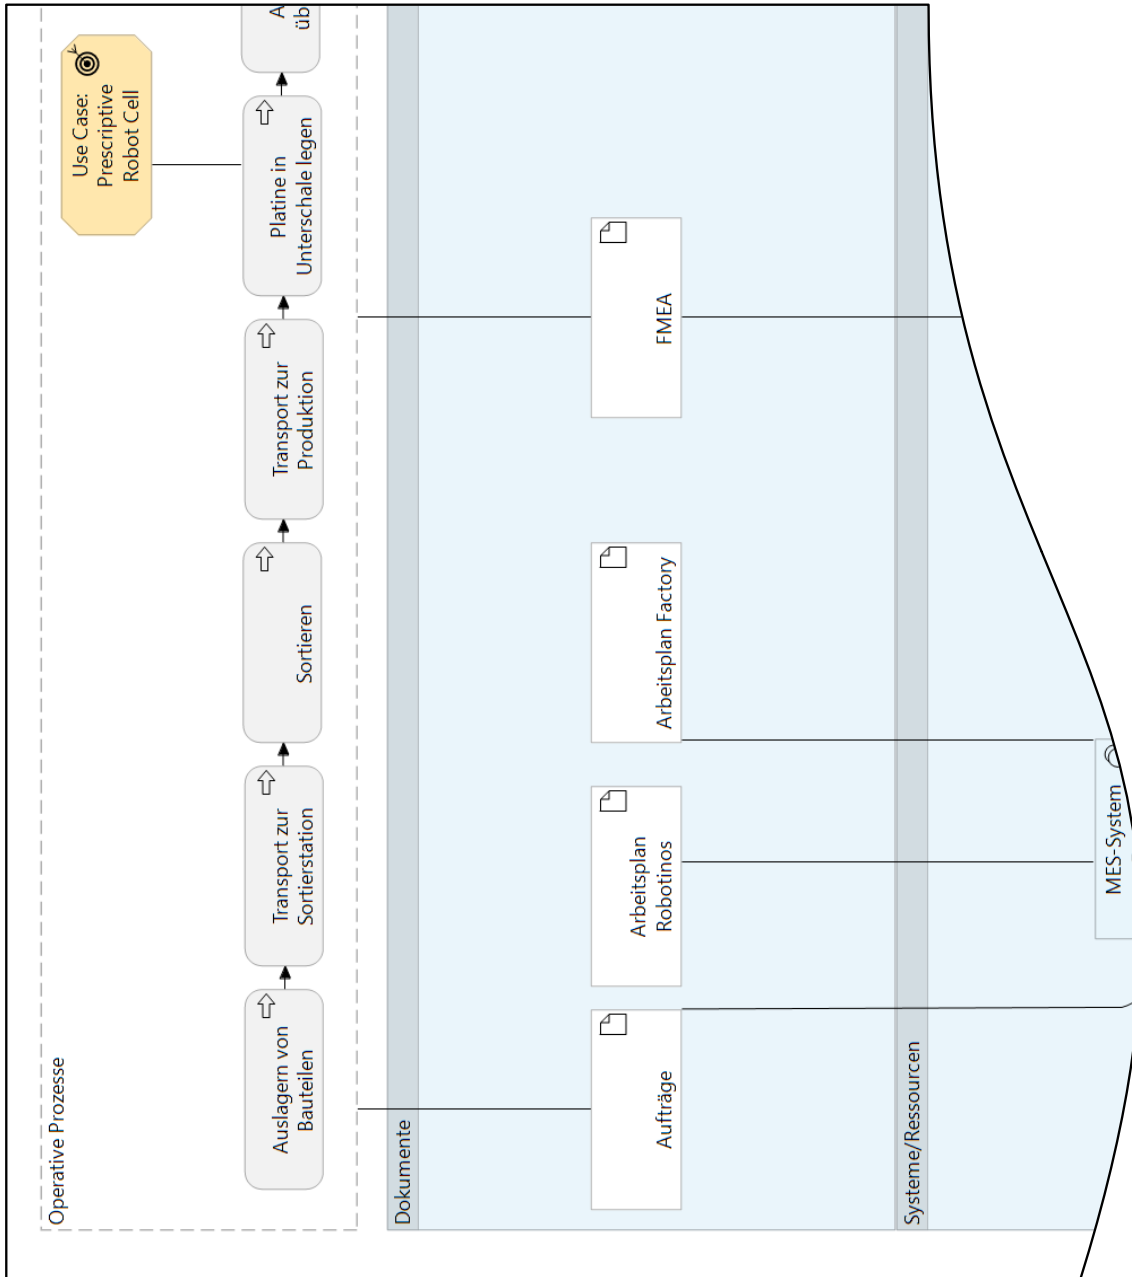 Operative Prozesse
Use Case:
Prescriptive
Robot Cell
Auslagern von
Bauteilen
Transport zur
Sortierstation
Sortieren
Transport zur
Produktion
Platine in
Unterschale legen
A
üb
Dokumente
Aufträge
Arbeitsplan
Robotinos
Arbeitsplan Factory
FMEA
Systeme/Ressourcen
MES-System